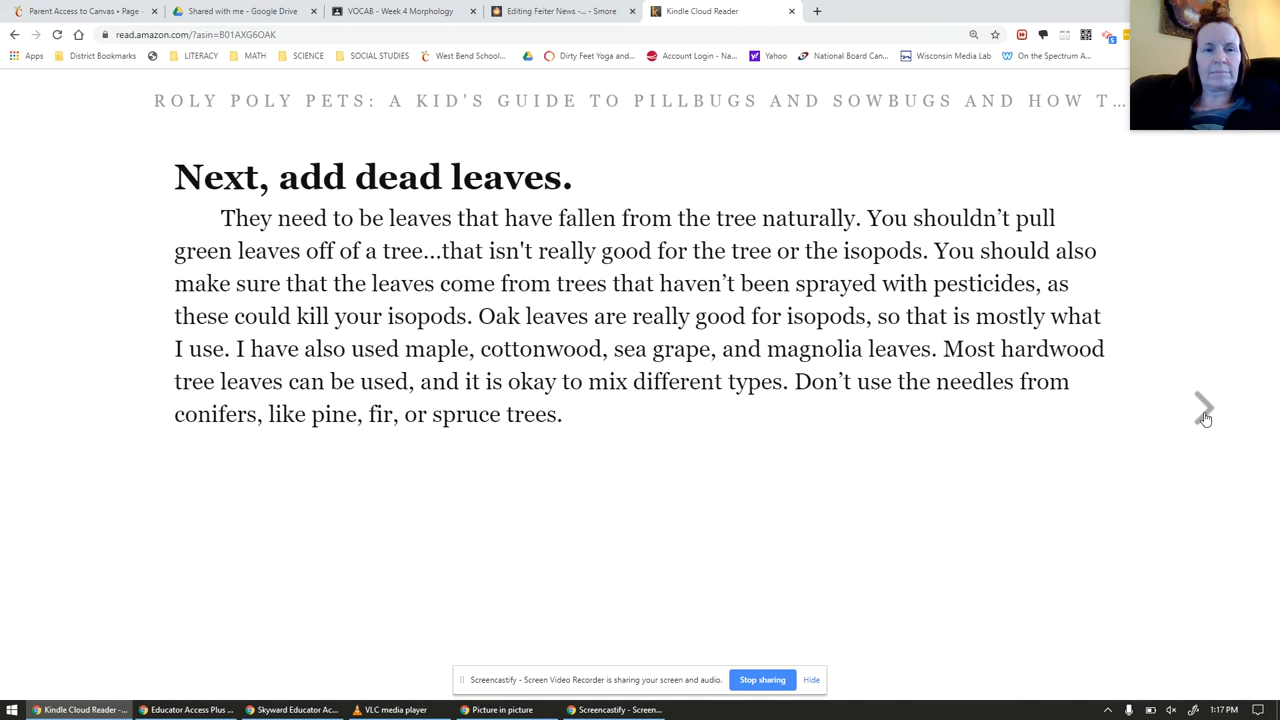 Parent Access to Canvas • Page
Shared with me - Google Drive
VOCAB - Week 4 Morphology
Editing Feiter News -... - Smore
Kindle Cloud Reader
read.amazon.com/?asin=B01AXG6OAK
Apps
District Bookmarks
LITERACY
MATH
SCIENCE
SOCIAL STUDIES
West Bend School...
Dirty Feet Yoga and...
Account Login - Na...
Yahoo
National Board Can...
Wisconsin Media Lab
On the Spectrum A...
ROLY POLY PETS: A KID'S GUIDE TO PILLBUGS AND SOWBUGS AND HOW T...
Next, add dead leaves.
They need to be leaves that have fallen from the tree naturally. You shouldn’t pull
green leaves off of a tree...that isn't really good for the tree or the isopods. You should also
make sure that the leaves come from trees that haven’t been sprayed with pesticides, as
these could kill your isopods. Oak leaves are really good for isopods, so that is mostly what
I use. I have also used maple, cottonwood, sea grape, and magnolia leaves. Most hardwood
tree leaves can be used, and it is okay to mix different types. Don’t use the needles from
conifers, like pine, fir, or spruce trees.
Screencastify - Screen Video Recorder is sharing your screen and audio.
Stop sharing
Hide
Kindle Cloud Reader -...
Educator Access Plus ...
Skyward Educator Ac...
VLC media player
Picture in picture
Screencastify - Screen...
1:17 PM